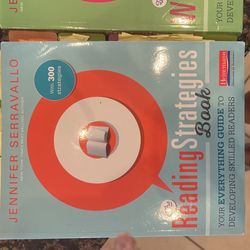 JENNIFER SERRAVALLO
With 300 strategies
The
Reading Strategies
Book
YOUR EVERYTHING GUIDE TO
DEVELOPING SKILLED READERS
Heinemann
JENNIFER
W
YOUR
DEVE